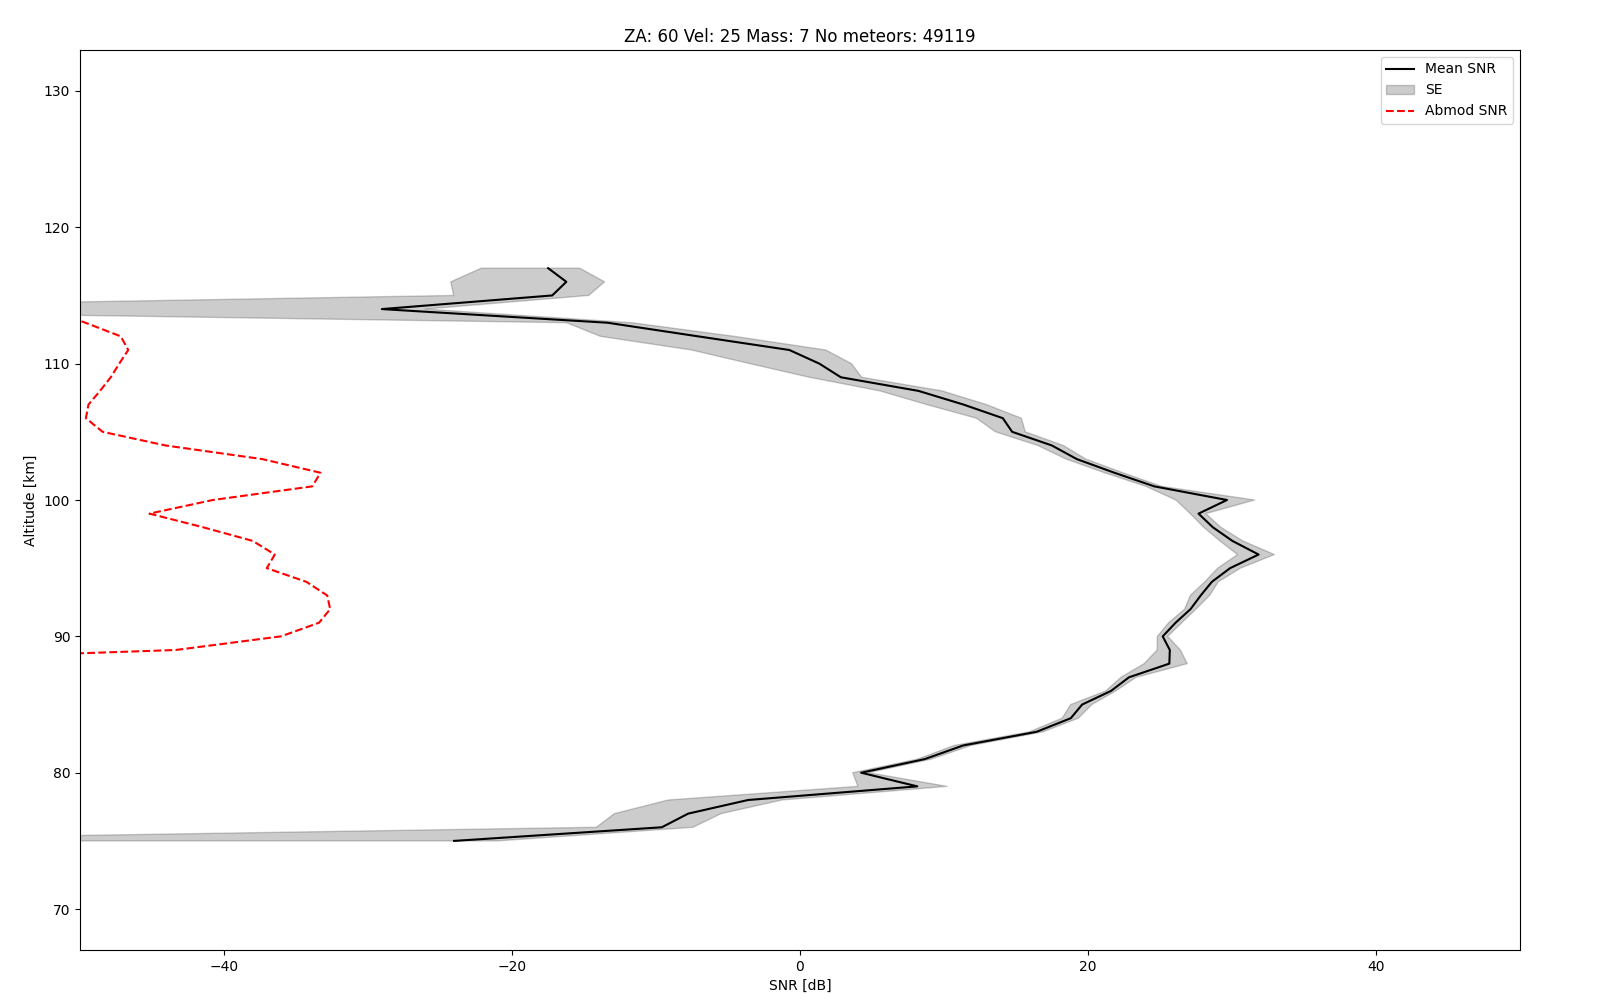 ZA: 60 Vel: 25 Mass: 7 No meteors: 49119
Mean SNR
SE
Abmod SNR
130
120
110
100
90
80
70
Altitude [km]
−40
−20
0
20
40
SNR [dB]